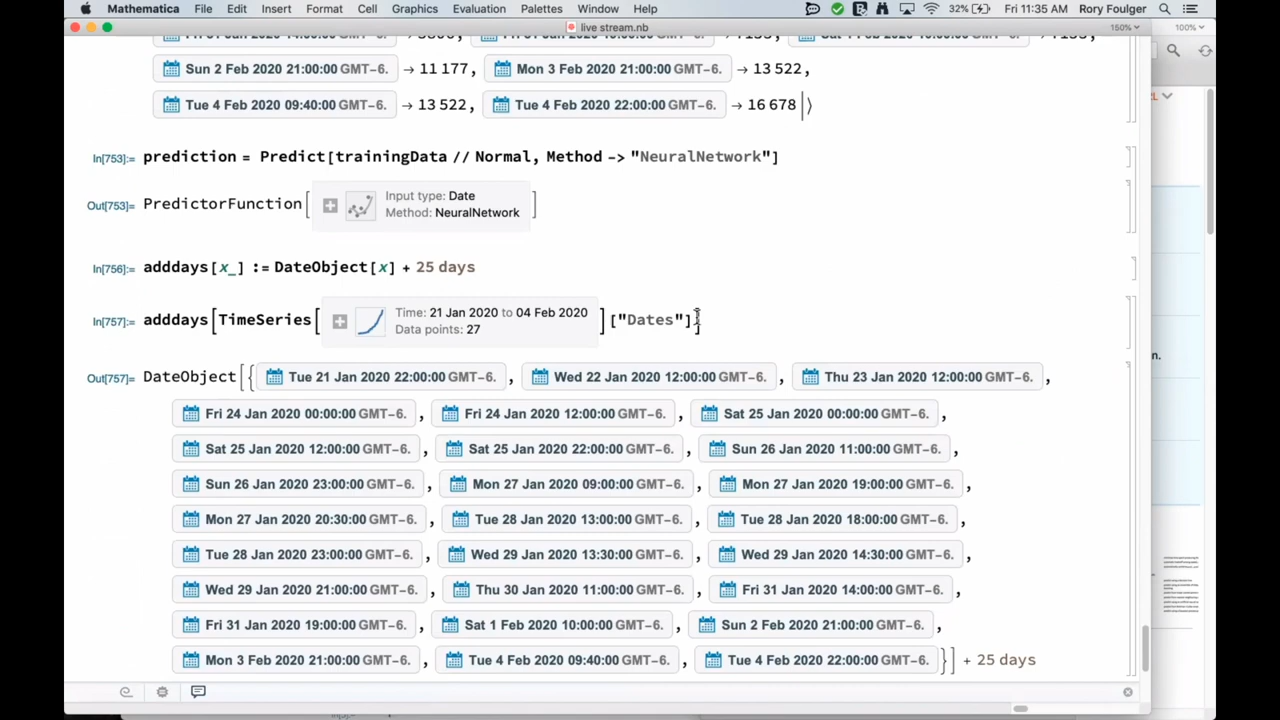 Mathematica File Edit Insert Format Cell Graphics Evaluation Palettes Window Help 32% Fri 11:35 AM Rory Foulger
live stream.nb 150% 100%
Sun 2 Feb 2020 21:00:00 GMT-6. → 11 177, Mon 3 Feb 2020 21:00:00 GMT-6. → 13 522,
Tue 4 Feb 2020 09:40:00 GMT-6. → 13 522, Tue 4 Feb 2020 22:00:00 GMT-6. → 16 678 |⟩
In[753]:= prediction = Predict[trainingData // Normal, Method -> "NeuralNetwork"]
Out[753]= PredictorFunction[ Input type: Date
Method: NeuralNetwork ]
In[756]:= adddays[x_] := DateObject[x] + 25 days
In[757]:= adddays[TimeSeries[ Time: 21 Jan 2020 to 04 Feb 2020
Data points: 27 ]["Dates"]]
Out[757]= DateObject[{ Tue 21 Jan 2020 22:00:00 GMT-6. , Wed 22 Jan 2020 12:00:00 GMT-6. , Thu 23 Jan 2020 12:00:00 GMT-6. ,
Fri 24 Jan 2020 00:00:00 GMT-6. , Fri 24 Jan 2020 12:00:00 GMT-6. , Sat 25 Jan 2020 00:00:00 GMT-6. ,
Sat 25 Jan 2020 12:00:00 GMT-6. , Sat 25 Jan 2020 22:00:00 GMT-6. , Sun 26 Jan 2020 11:00:00 GMT-6. ,
Sun 26 Jan 2020 23:00:00 GMT-6. , Mon 27 Jan 2020 09:00:00 GMT-6. , Mon 27 Jan 2020 19:00:00 GMT-6. ,
Mon 27 Jan 2020 20:30:00 GMT-6. , Tue 28 Jan 2020 13:00:00 GMT-6. , Tue 28 Jan 2020 18:00:00 GMT-6. ,
Tue 28 Jan 2020 23:00:00 GMT-6. , Wed 29 Jan 2020 13:30:00 GMT-6. , Wed 29 Jan 2020 14:30:00 GMT-6. ,
Wed 29 Jan 2020 21:00:00 GMT-6. , Thu 30 Jan 2020 11:00:00 GMT-6. , Fri 31 Jan 2020 14:00:00 GMT-6. ,
Fri 31 Jan 2020 19:00:00 GMT-6. , Sat 1 Feb 2020 10:00:00 GMT-6. , Sun 2 Feb 2020 21:00:00 GMT-6. ,
Mon 3 Feb 2020 21:00:00 GMT-6. , Tue 4 Feb 2020 09:40:00 GMT-6. , Tue 4 Feb 2020 22:00:00 GMT-6. }] + 25 days